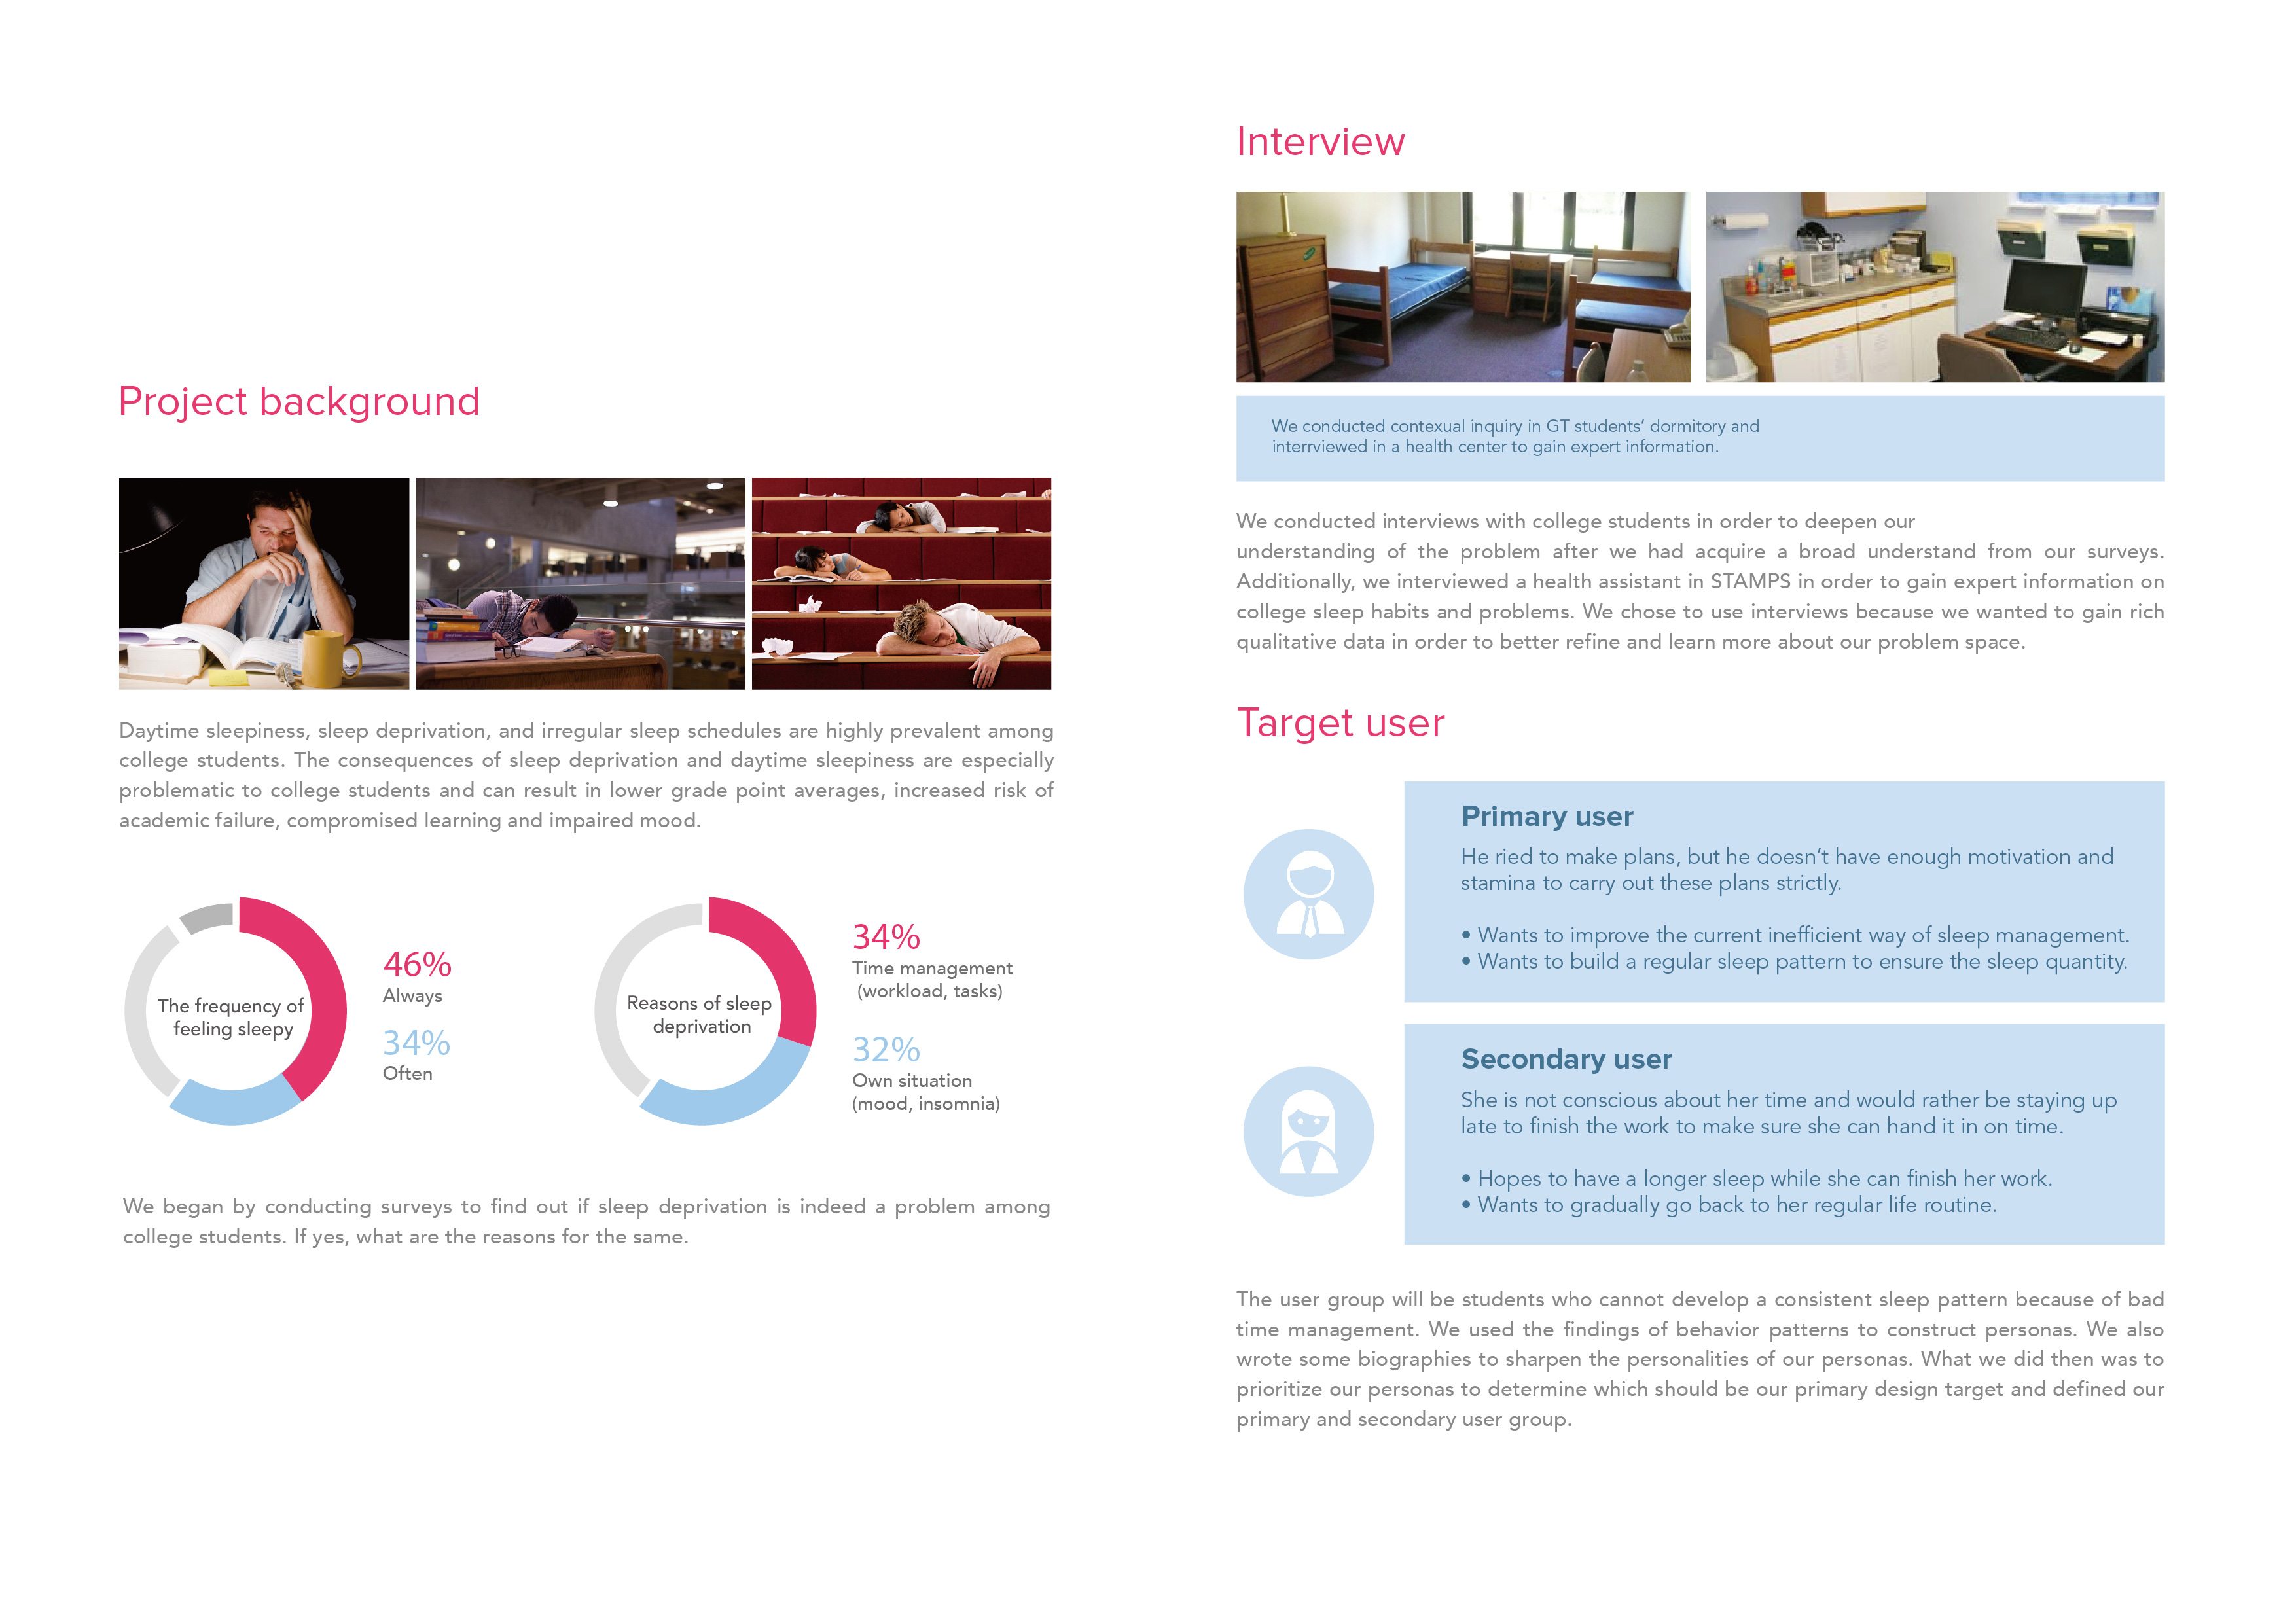 Project background
Daytime sleepiness, sleep deprivation, and irregular sleep schedules are highly prevalent among
college students. The consequences of sleep deprivation and daytime sleepiness are especially
problematic to college students and can result in lower grade point averages, increased risk of
academic failure, compromised learning and impaired mood.
The frequency of
feeling sleepy
46%
Always
34%
Often
Reasons of sleep
deprivation
34%
Time management
(workload, tasks)
32%
Own situation
(mood, insomnia)
We began by conducting surveys to find out if sleep deprivation is indeed a problem among
college students. If yes, what are the reasons for the same.
Interview
We conducted contexual inquiry in GT students’ dormitory and
interrviewed in a health center to gain expert information.
We conducted interviews with college students in order to deepen our
understanding of the problem after we had acquire a broad understand from our surveys.
Additionally, we interviewed a health assistant in STAMPS in order to gain expert information on
college sleep habits and problems. We chose to use interviews because we wanted to gain rich
qualitative data in order to better refine and learn more about our problem space.
Target user
Primary user
He ried to make plans, but he doesn’t have enough motivation and
stamina to carry out these plans strictly.
• Wants to improve the current inefficient way of sleep management.
• Wants to build a regular sleep pattern to ensure the sleep quantity.
Secondary user
She is not conscious about her time and would rather be staying up
late to finish the work to make sure she can hand it in on time.
• Hopes to have a longer sleep while she can finish her work.
• Wants to gradually go back to her regular life routine.
The user group will be students who cannot develop a consistent sleep pattern because of bad
time management. We used the findings of behavior patterns to construct personas. We also
wrote some biographies to sharpen the personalities of our personas. What we did then was to
prioritize our personas to determine which should be our primary design target and defined our
primary and secondary user group.